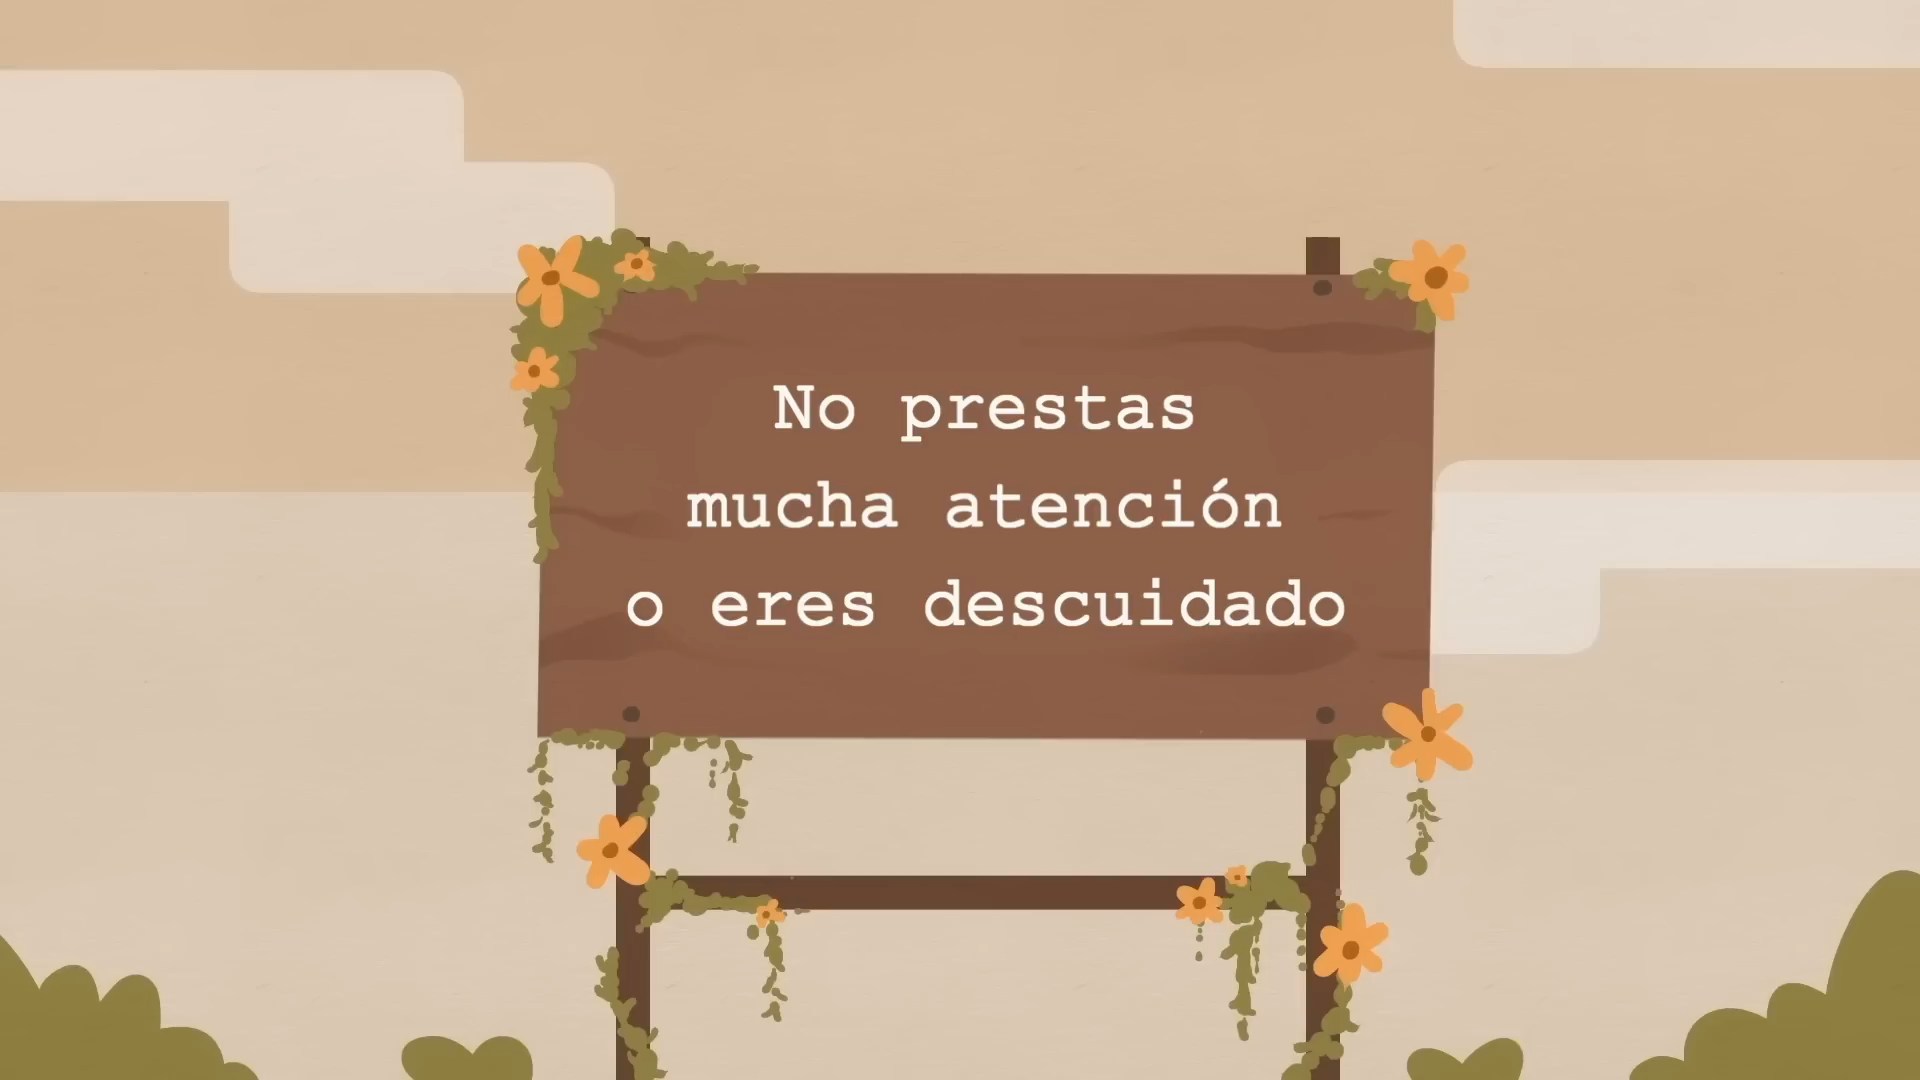 No prestas
mucha atención
o eres descuidado